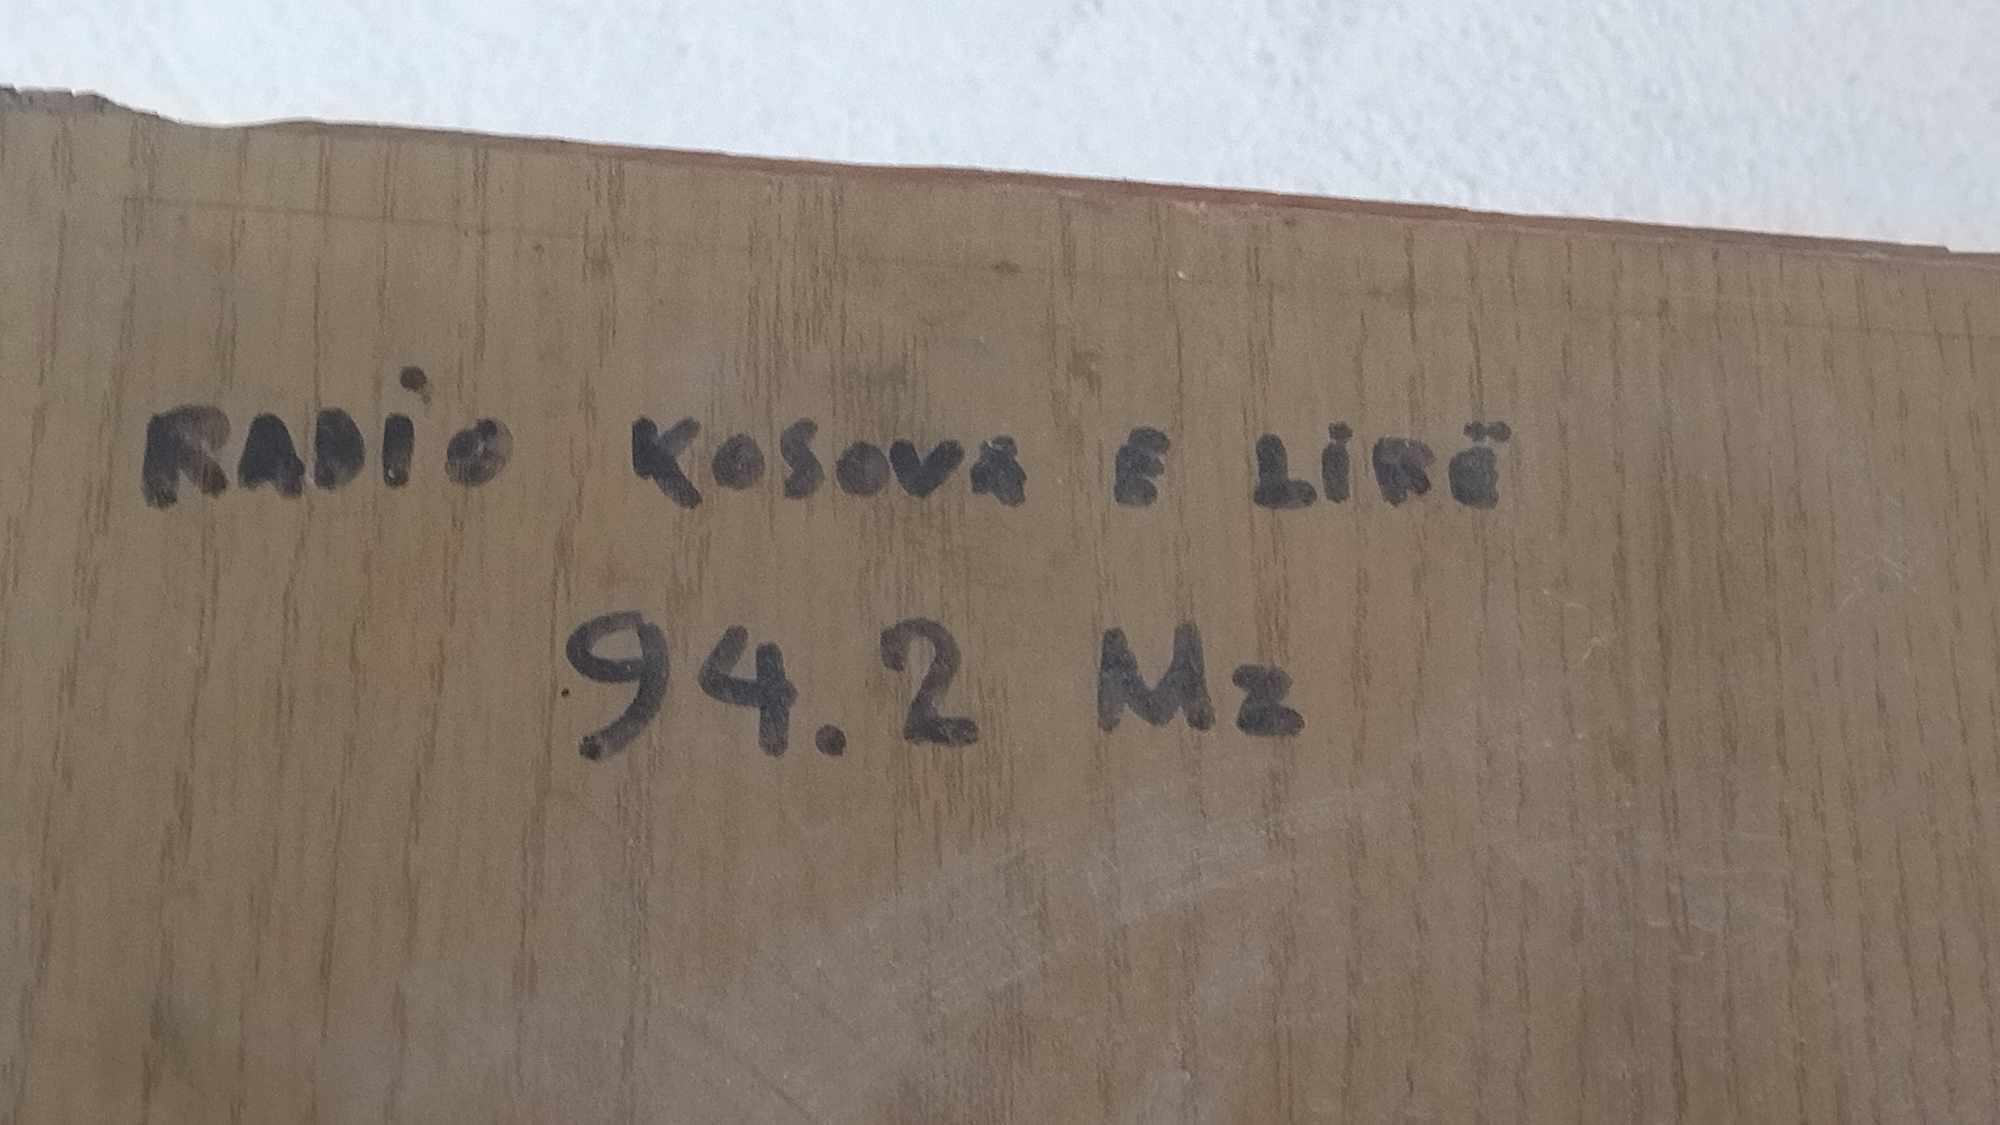 RADiO KOSOVA E LiRË
94.2 Mz